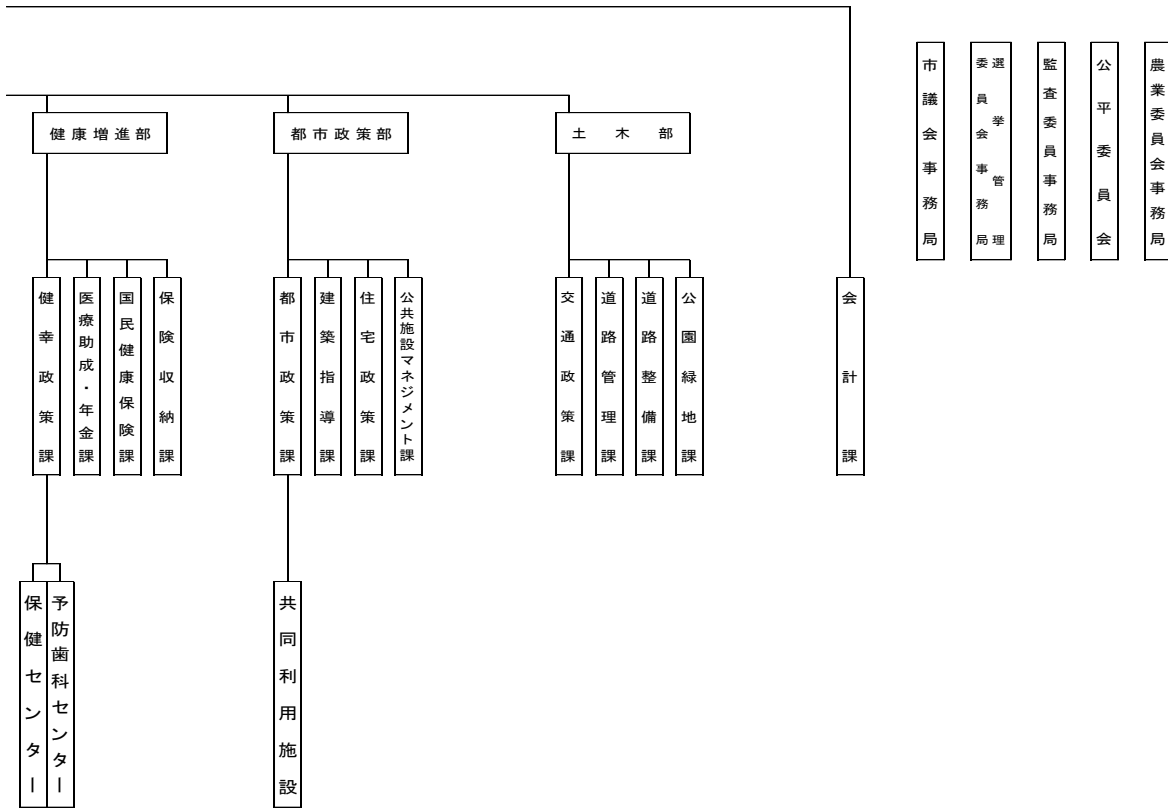 健康増進部
都市政策部
土木部
市議会事務局
選挙管理
委員会事務局
監査委員事務局
公平委員会
農業委員会事務局
健幸政策課
医療助成・年金課
国民健康保険課
保険収納課
都市政策課
建築指導課
住宅政策課
公共施設マネジメント課
交通政策課
道路管理課
道路整備課
公園緑地課
会計課
保健センター
予防歯科センター
共同利用施設